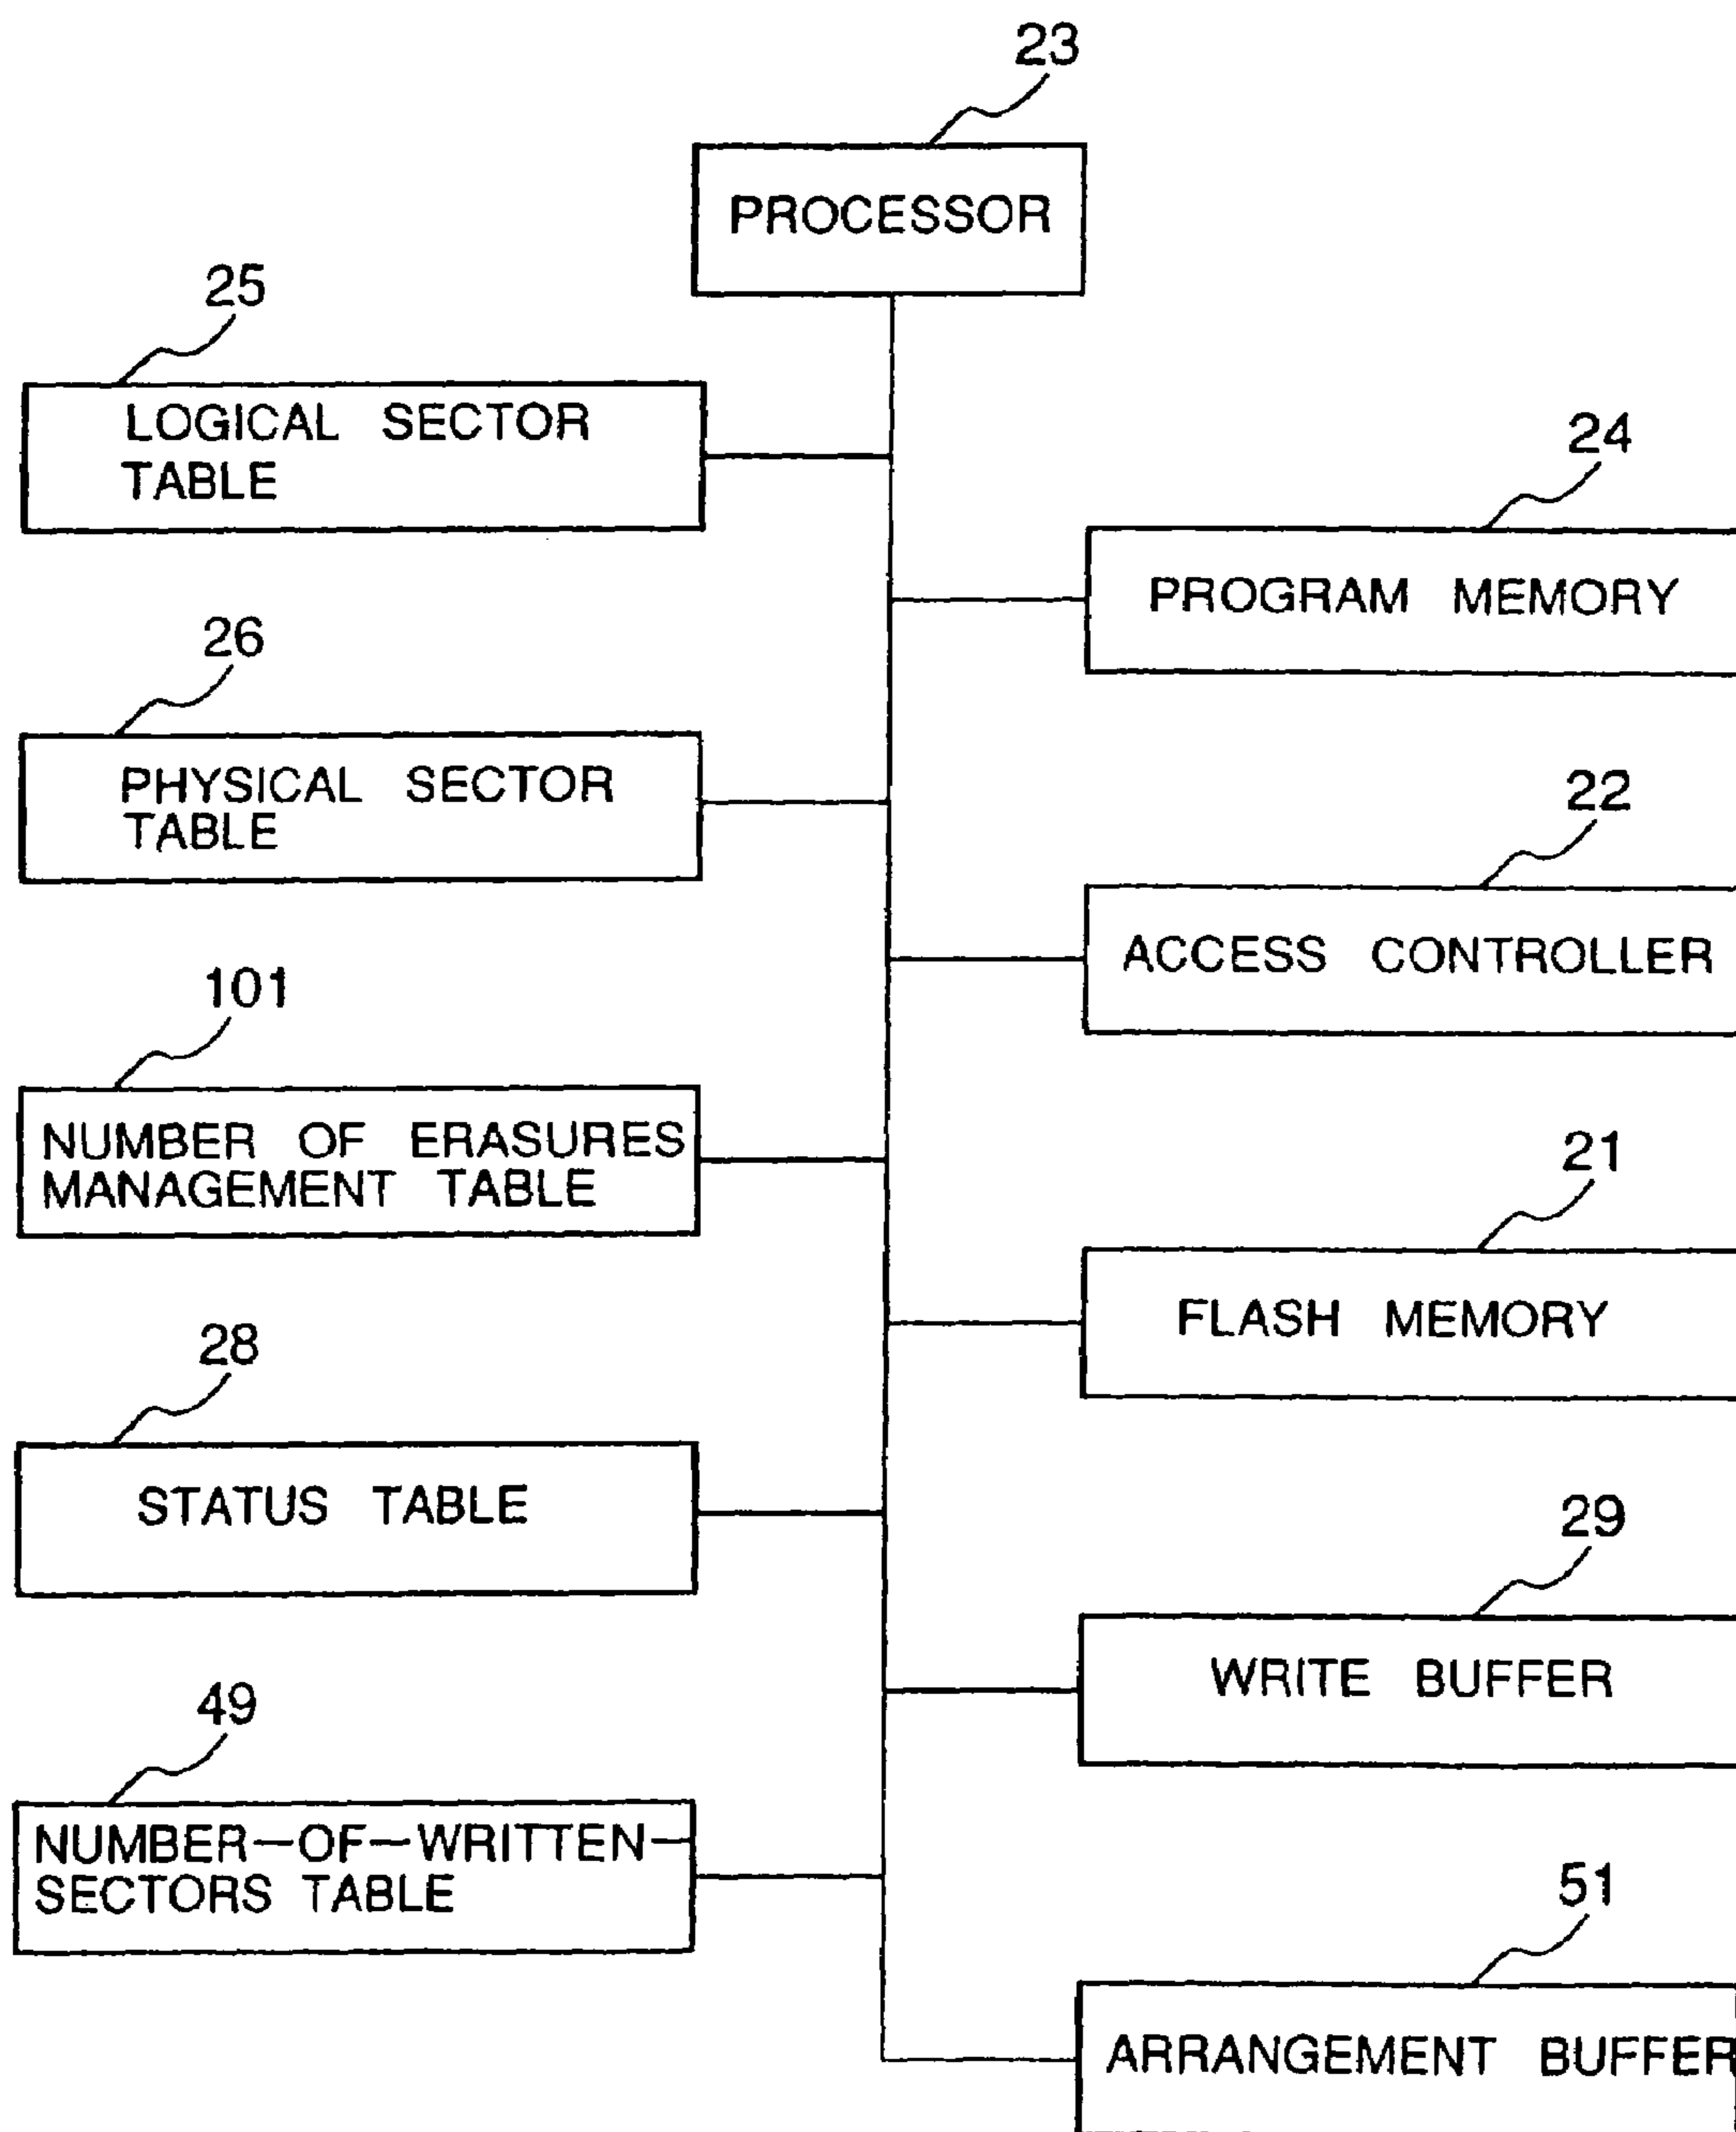 23
PROCESSOR
25
LOGICAL SECTOR
TABLE
24
PROGRAM MEMORY
26
PHYSICAL SECTOR
TABLE
22
ACCESS CONTROLLER
101
NUMBER OF ERASURES
MANAGEMENT TABLE
21
FLASH MEMORY
28
STATUS TABLE
29
WRITE BUFFER
49
NUMBER-OF-WRITTEN-
SECTORS TABLE
51
ARRANGEMENT BUFFER